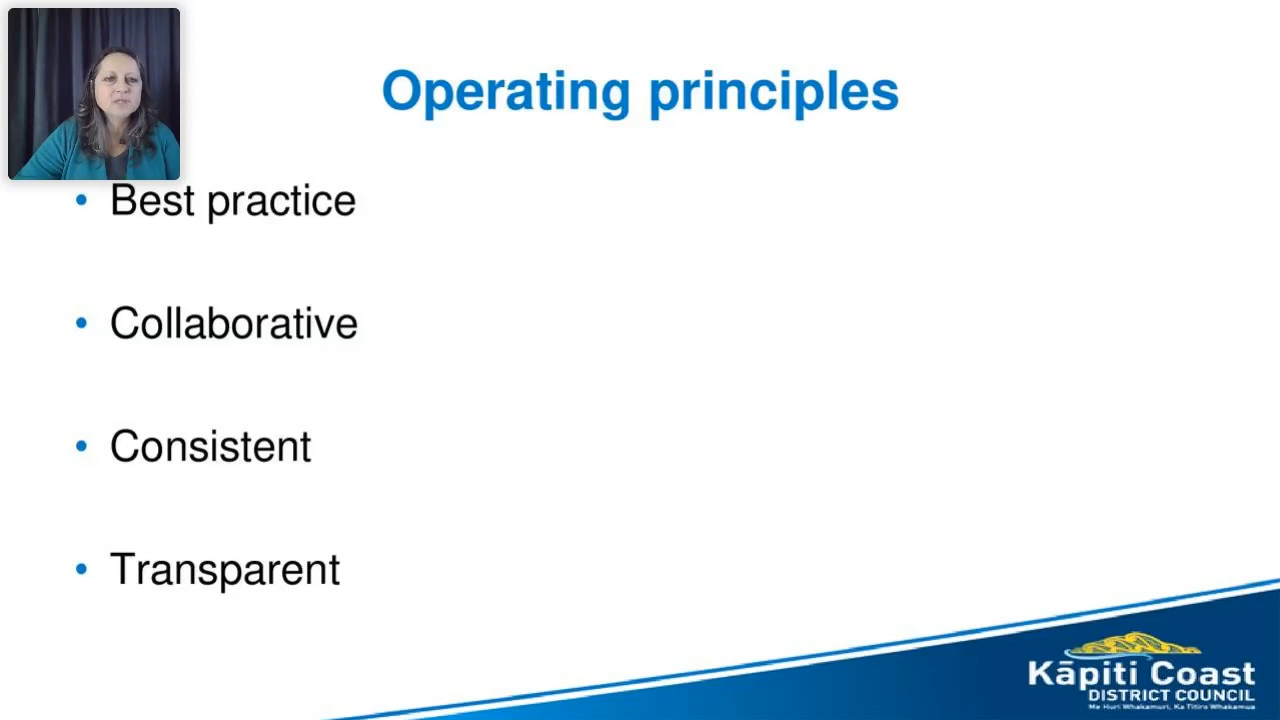 Operating principles
• Best practice
• Collaborative
• Consistent
• Transparent
Kāpiti Coast
DISTRICT COUNCIL
Me Huri Whakamuri, Ka Titiro Whakamua